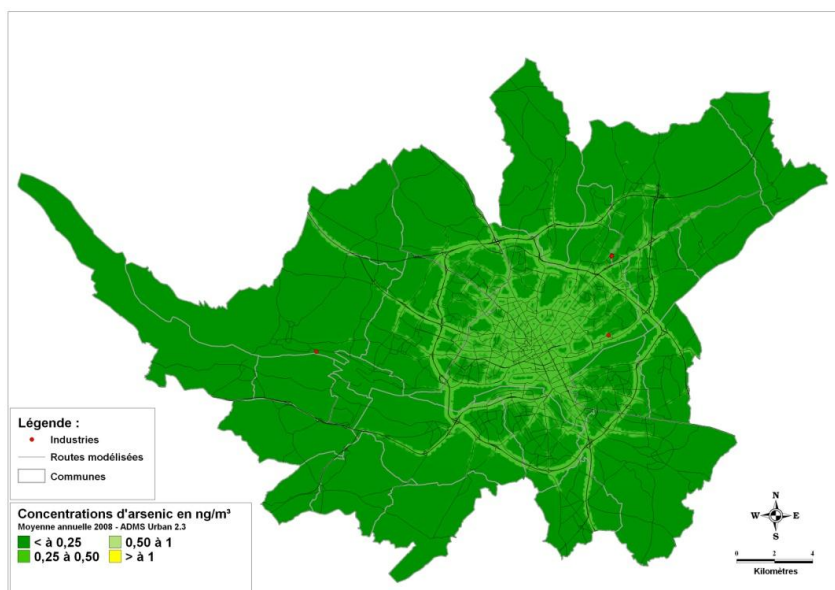 Légende :
Industries
Routes modélisées
Communes
Concentrations d'arsenic en ng/m³
Moyenne annuelle 2008 - ADMS Urban 2.3
< à 0,25
0,50 à 1
0,25 à 0,50
> à 1
N
W E
S
0 2 4
Kilomètres